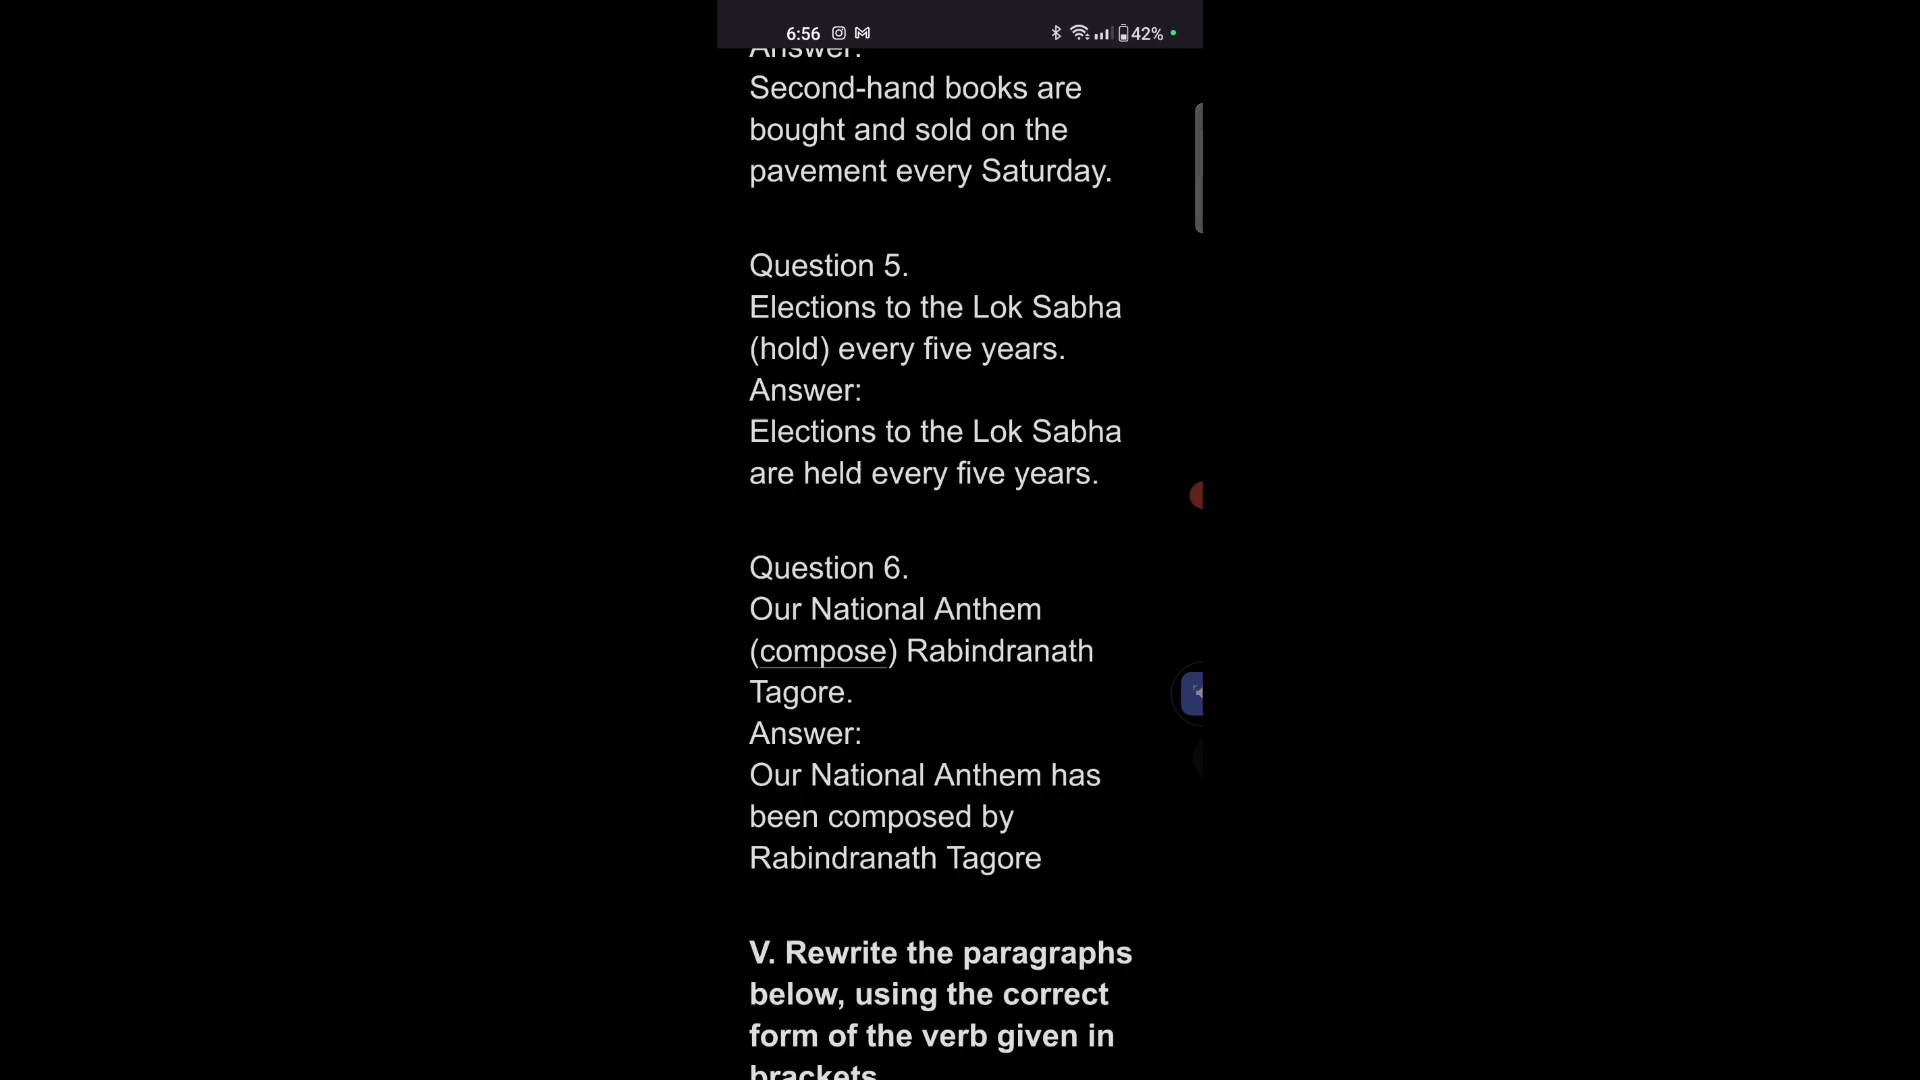 6:56 42%
Answer:
Second-hand books are
bought and sold on the
pavement every Saturday.
Question 5.
Elections to the Lok Sabha
(hold) every five years.
Answer:
Elections to the Lok Sabha
are held every five years.
Question 6.
Our National Anthem
(compose) Rabindranath
Tagore.
Answer:
Our National Anthem has
been composed by
Rabindranath Tagore
V. Rewrite the paragraphs
below, using the correct
form of the verb given in
brackets